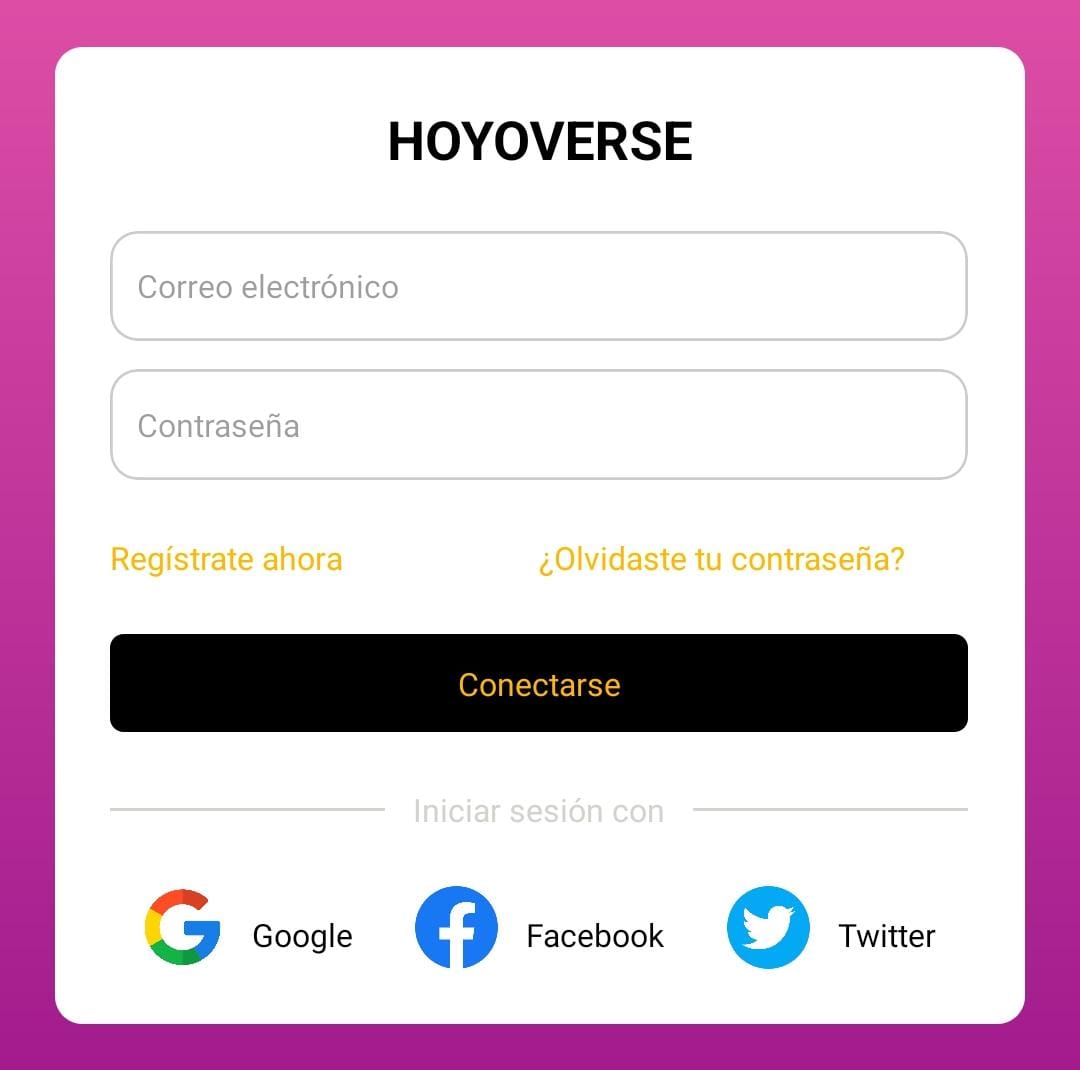 HOYOVERSE
Correo electrónico
Contraseña
Regístrate ahora
¿Olvidaste tu contraseña?
Conectarse
Iniciar sesión con
Google
Facebook
Twitter